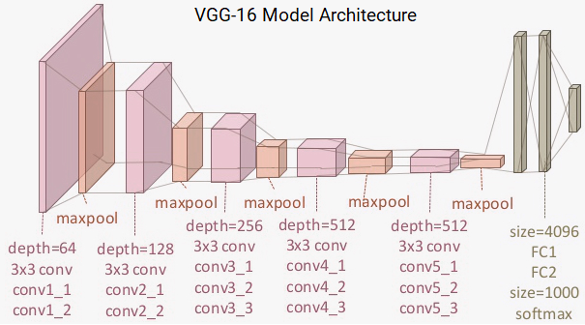 VGG-16 Model Architecture
maxpool
maxpool
maxpool
maxpool
maxpool
depth=64
3x3 conv
conv1_1
conv1_2
depth=128
3x3 conv
conv2_1
conv2_2
depth=256
3x3 conv
conv3_1
conv3_2
conv3_3
depth=512
3x3 conv
conv4_1
conv4_2
conv4_3
depth=512
3x3 conv
conv5_1
conv5_2
conv5_3
size=4096
FC1
FC2
size=1000
softmax